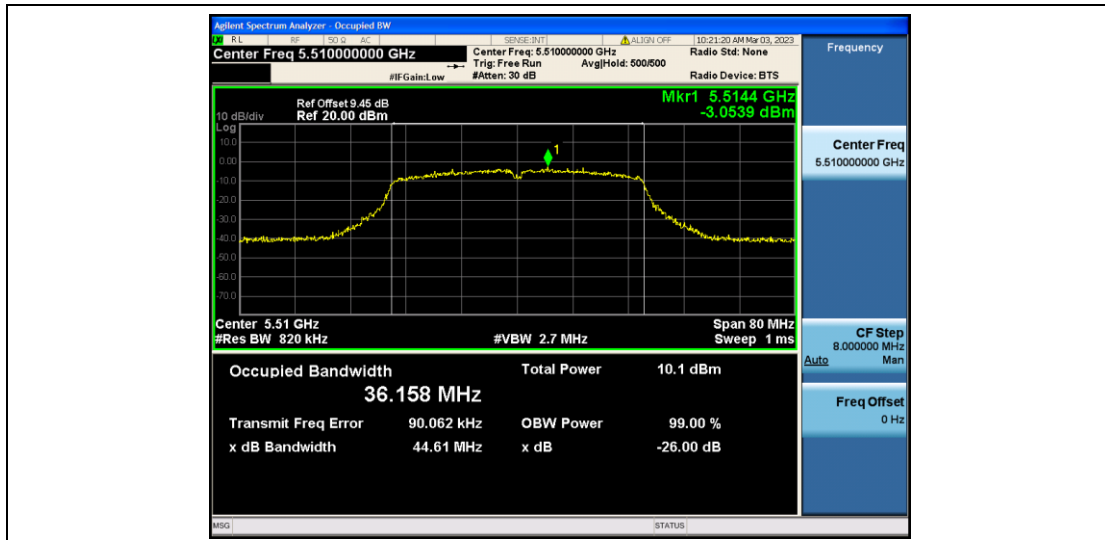 Agilent Spectrum Analyzer - Occupied BW
RL RF 50 Ω AC SENSE:INT ALIGN OFF 10:21:20 AM Mar 03, 2023
Center Freq 5.510000000 GHz Center Freq: 5.510000000 GHz Radio Std: None Frequency
Trig: Free Run Avg|Hold: 500/500
#IFGain:Low #Atten: 30 dB Radio Device: BTS
Mkr1 5.5144 GHz
Ref Offset 9.45 dB
10 dB/div Ref 20.00 dBm -3.0539 dBm
Log
10.0
0.00
-10.0
-20.0
-30.0
-40.0
-50.0
-60.0
-70.0
1
Center 5.51 GHz Span 80 MHz
#Res BW 820 kHz #VBW 2.7 MHz Sweep 1 ms
Occupied Bandwidth Total Power 10.1 dBm
36.158 MHz
Transmit Freq Error 90.062 kHz OBW Power 99.00 %
x dB Bandwidth 44.61 MHz x dB -26.00 dB
Center Freq
5.510000000 GHz
CF Step
8.000000 MHz
Auto Man
Freq Offset
0 Hz
MSG STATUS